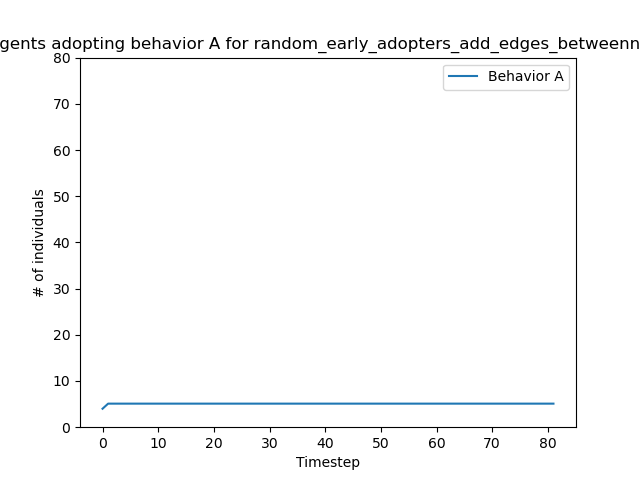 gents adopting behavior A for random_early_adopters_add_edges_betweenn
Behavior A
80
70
60
50
40
30
20
10
0
# of individuals
0 10 20 30 40 50 60 70 80
Timestep